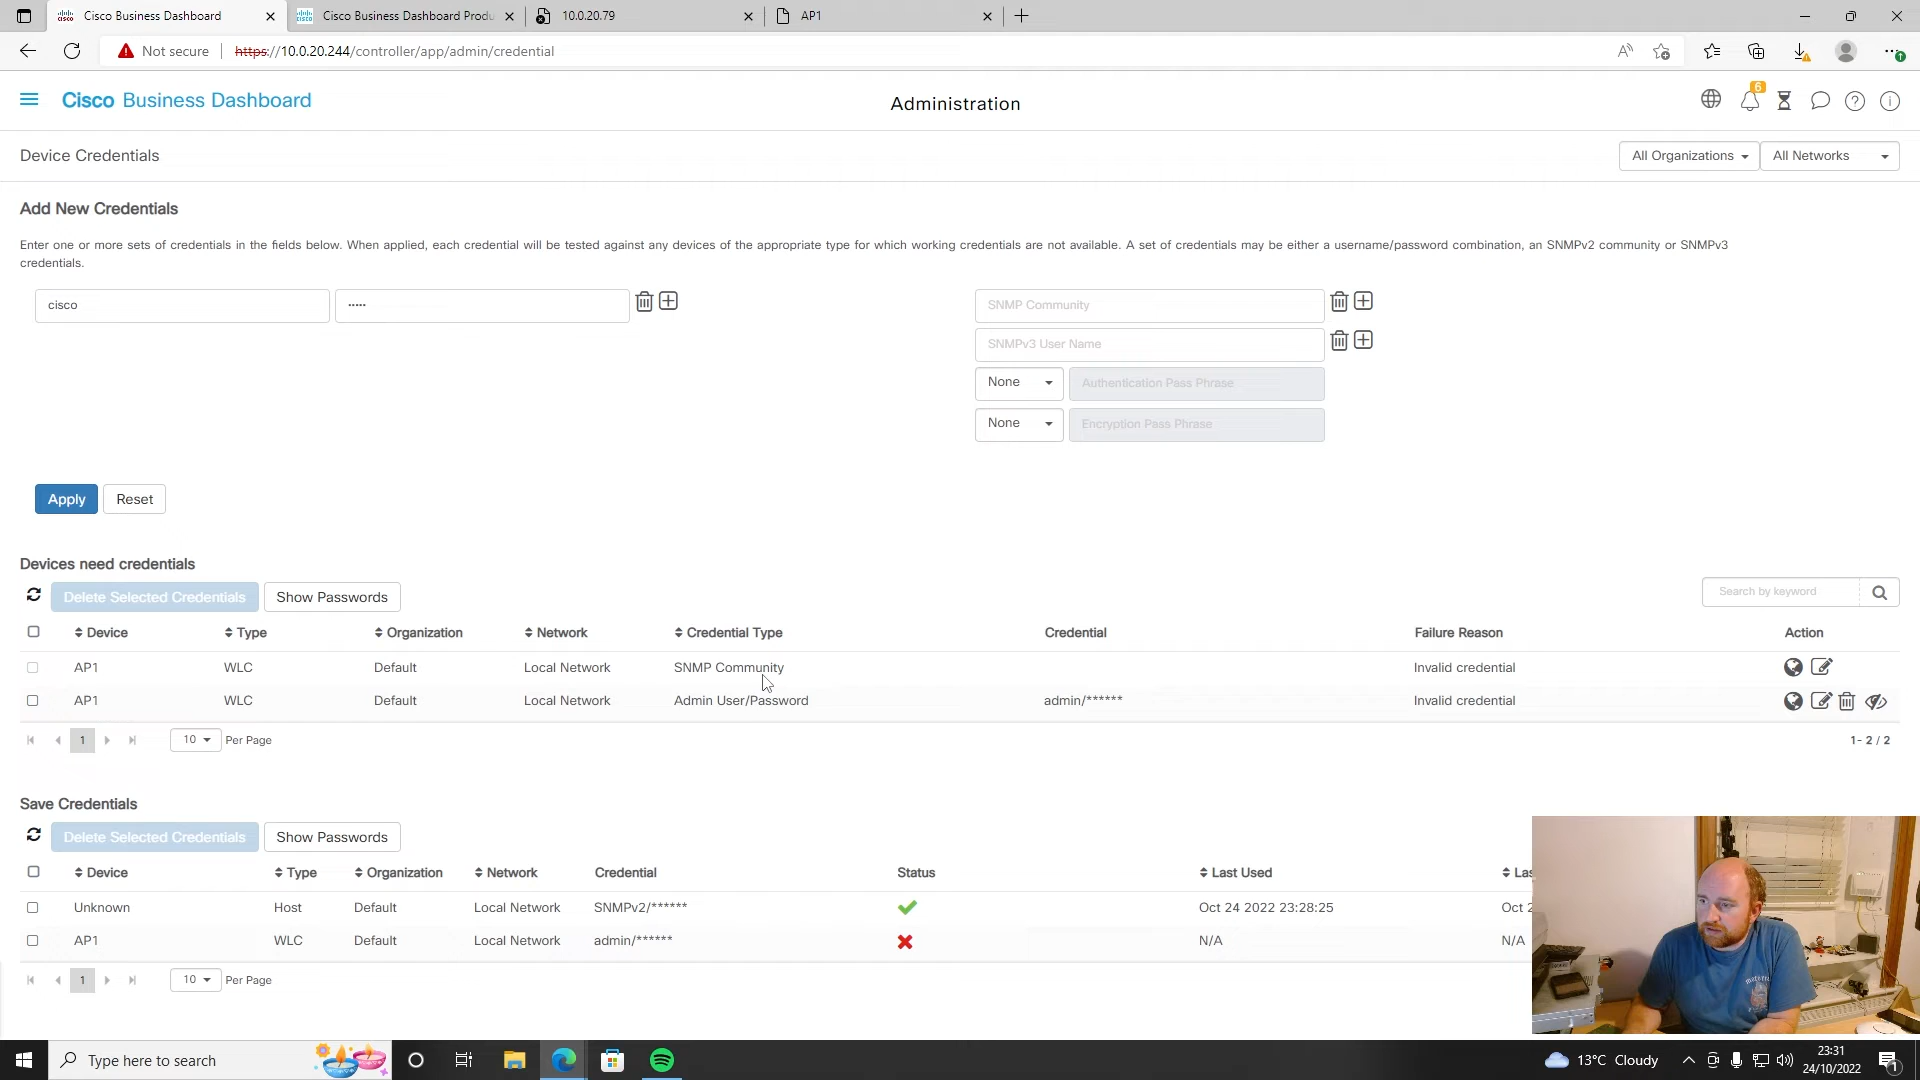 Cisco Business Dashboard
Cisco Business Dashboard Produ
10.0.20.79
AP1
Not secure
https://10.0.20.244/controller/app/admin/credential
Cisco Business Dashboard
Administration
6
Device Credentials
All Organizations
All Networks
Add New Credentials
Enter one or more sets of credentials in the fields below. When applied, each credential will be tested against any devices of the appropriate type for which working credentials are not available. A set of credentials may be either a username/password combination, an SNMPv2 community or SNMPv3
credentials.
cisco
•••••
SNMP Community
SNMPv3 User Name
None
Authentication Pass Phrase
None
Encryption Pass Phrase
Apply
Reset
Devices need credentials
Delete Selected Credentials
Show Passwords
Search by keyword
Device Type Organization Network Credential Type Credential Failure Reason Action
AP1 WLC Default Local Network SNMP Community Invalid credential
AP1 WLC Default Local Network Admin User/Password admin/****** Invalid credential
1
10
Per Page
1- 2 / 2
Save Credentials
Delete Selected Credentials
Show Passwords
Device Type Organization Network Credential Status Last Used Las
Unknown Host Default Local Network SNMPv2/****** Oct 24 2022 23:28:25 Oct 2
AP1 WLC Default Local Network admin/****** N/A N/A
1
10
Per Page
Type here to search
13°C Cloudy
23:31
24/10/2022
1